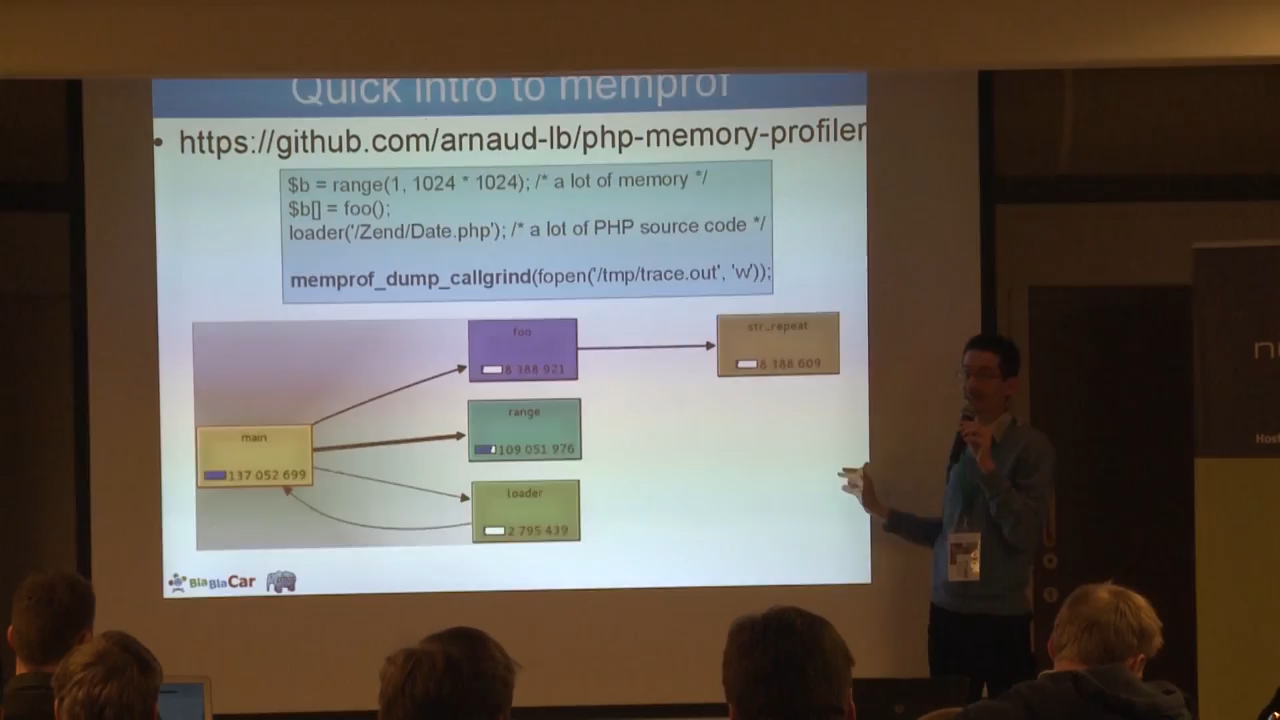 Quick intro to memprof
• https://github.com/arnaud-lb/php-memory-profiler
$b = range(1, 1024 * 1024); /* a lot of memory */
$b[] = foo();
loader('/Zend/Date.php'); /* a lot of PHP source code */
memprof_dump_callgrind(fopen('/tmp/trace.out', 'w'));
foo
8 388 921
str_repeat
8 388 609
range
109 051 976
main
137 052 699
loader
2 795 439
BlaBlaCar
Host